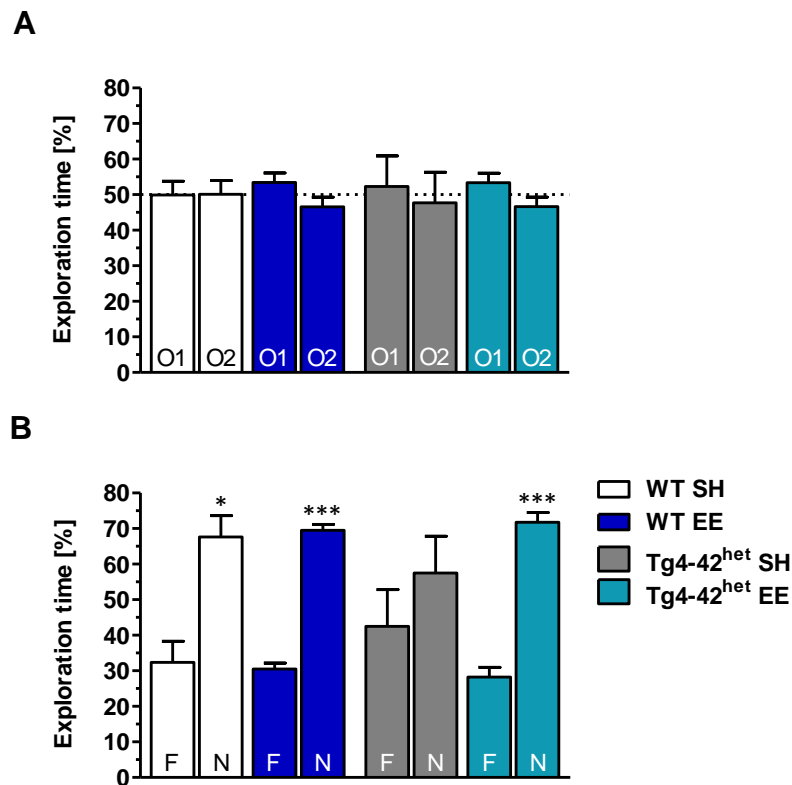 A
Exploration time [%]
80
70
60
50
40
30
20
10
0
O1 O2 O1 O2 O1 O2 O1 O2
B
Exploration time [%]
80
70
60
50
40
30
20
10
0
* *** ***
F N F N F N F N
WT SH
WT EE
Tg4-42het SH
Tg4-42het EE